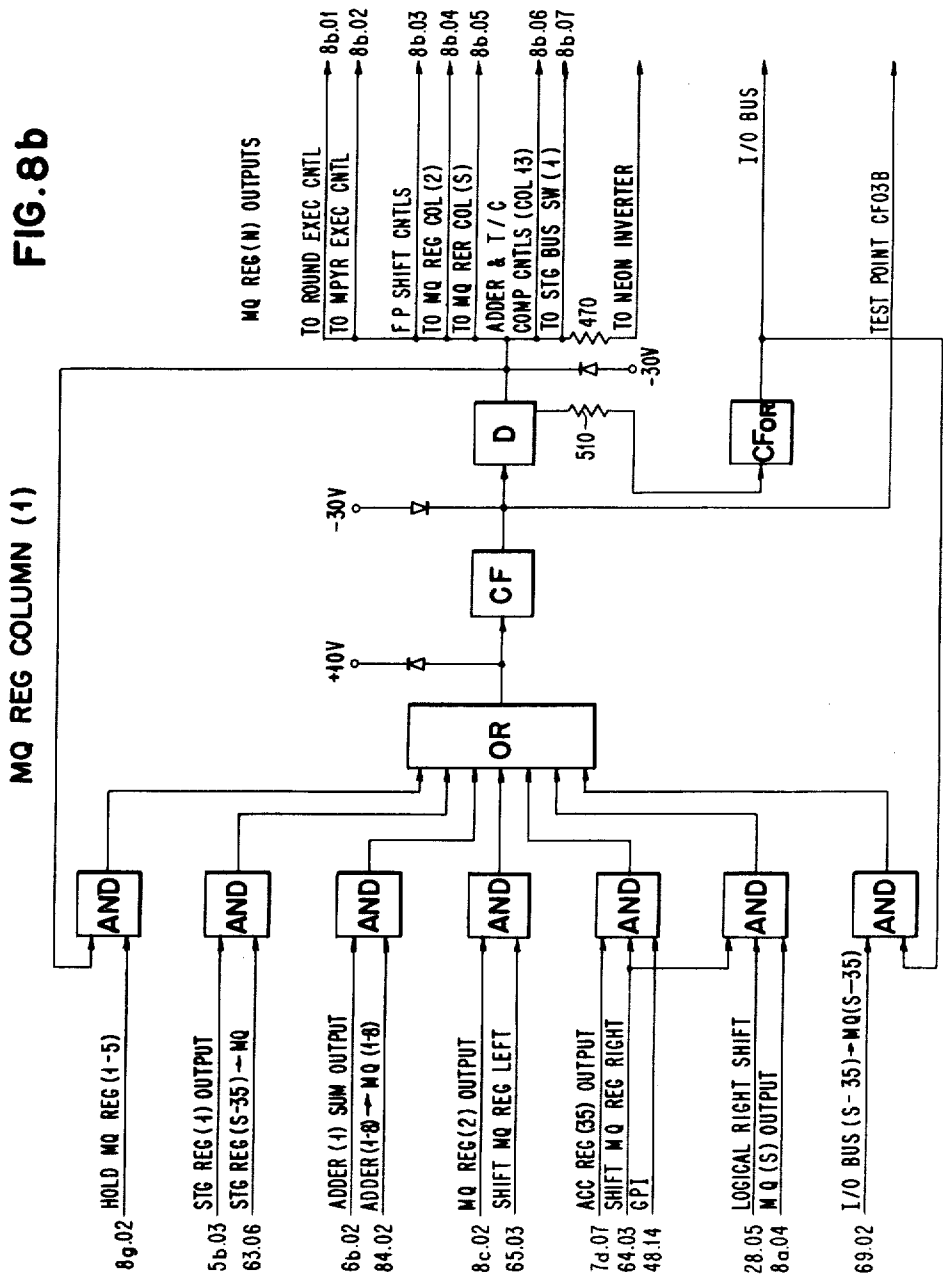 FIG.8b
MQ REG COLUMN (1)
8g.02 HOLD MQ REG (1-5)
5b.03 STG REG (1) OUTPUT
63.06 STG REG (S-35)→MQ
6b.02 ADDER (1) SUM OUTPUT
84.02 ADDER (1-8)→MQ (1-8)
8c.02 MQ REG (2) OUTPUT
65.03 SHIFT MQ REG LEFT
7d.07 ACC REG (35) OUTPUT
64.03 SHIFT MQ REG RIGHT
48.14 GPI
28.05 LOGICAL RIGHT SHIFT
8a.04 MQ (S) OUTPUT
69.02 I/O BUS (S-35)→MQ(S-35)
AND
AND
AND
AND
AND
AND
AND
OR
+10V
CF
-30V
D
510
-30V
470
CFOR
MQ REG (N) OUTPUTS
TO ROUND EXEC CNTL 8b.01
TO MPYR EXEC CNTL 8b.02
F P SHIFT CNTLS 8b.03
TO MQ REG COL (2) 8b.04
TO MQ RER COL (S) 8b.05
ADDER & T/C
COMP CNTLS (COL 13) 8b.06
TO STG BUS SW (1) 8b.07
TO NEON INVERTER
I/O BUS
TEST POINT CF03B